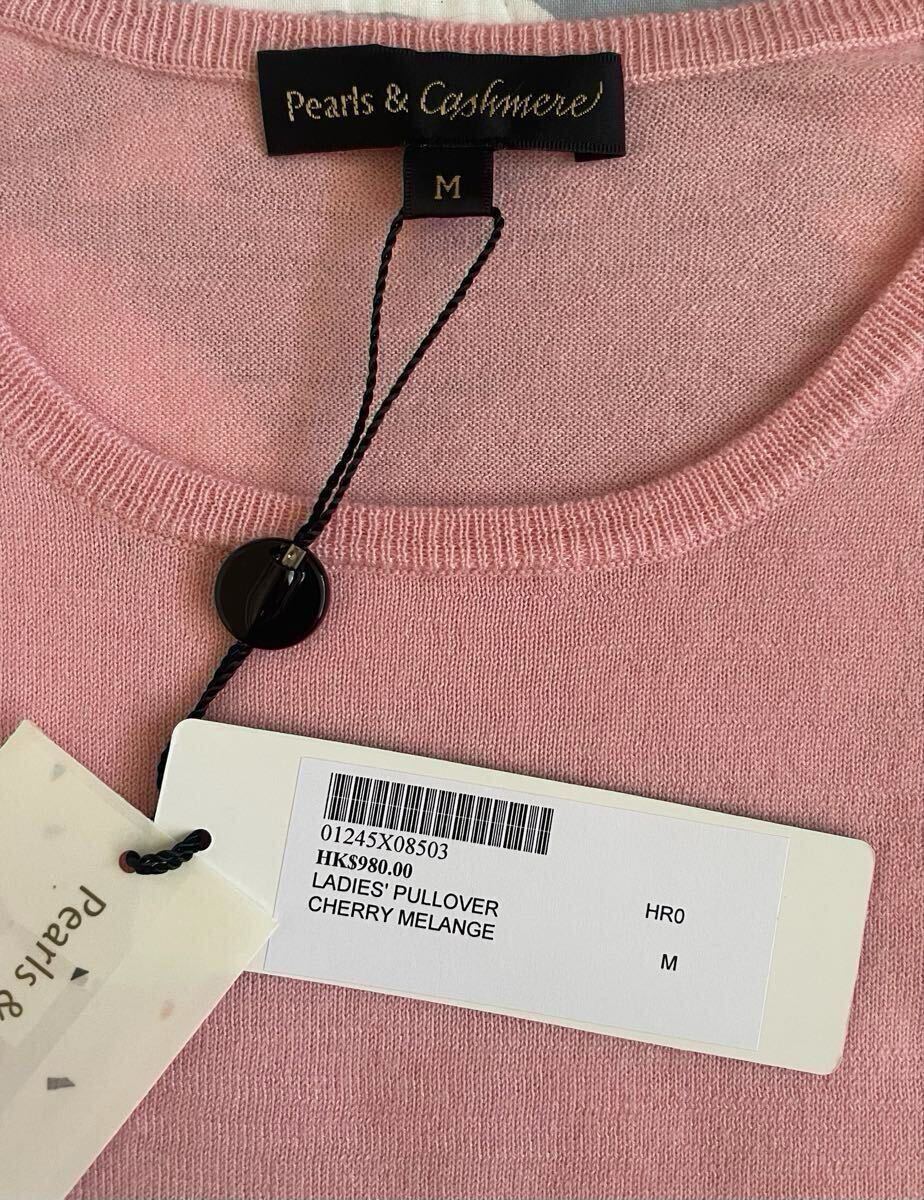 Pearls & Cashmere
M
01245X08503
HK$980.00
LADIES' PULLOVER
CHERRY MELANGE
HR0
M
Pearls &